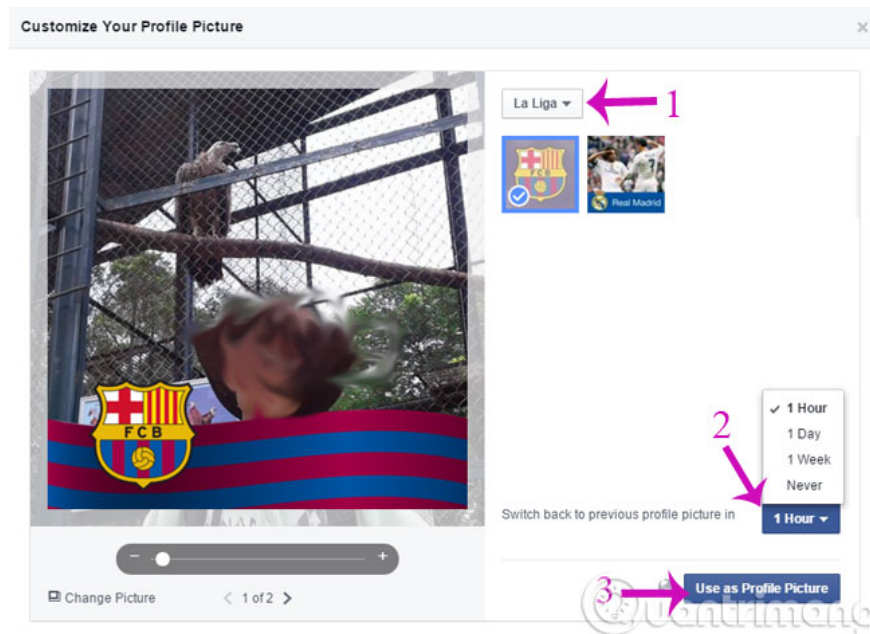 Customize Your Profile Picture
×
La Liga
1
FCB
FCB
Real Madrid
1 Hour
1 Day
1 Week
Never
2
Switch back to previous profile picture in
1 Hour
Change Picture
1 of 2
3
Use as Profile Picture
Quantrimang